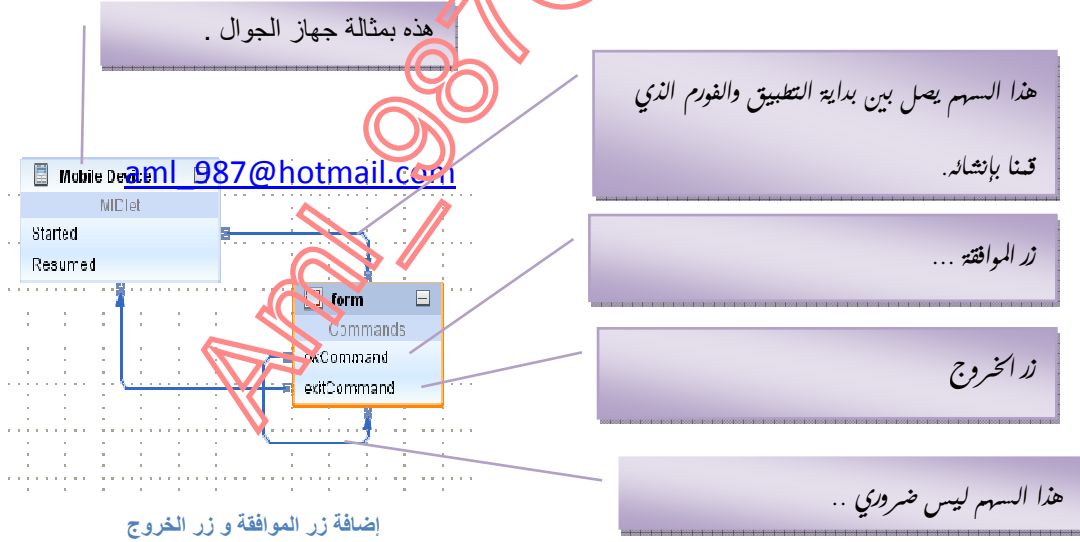 هذه بمثالة جهاز الجوال .
هذا السهم يصل بين بداية التطبيق والفورم الذي
قمنا بإنشائه.
aml_987@hotmail.com
Mobile Device
MIDlet
Started
Resumed
زر الموافقة ...
form
Commands
okCommand
exitCommand
زر الخروج
هذا السهم ليس ضروري ..
إضافة زر الموافقة و زر الخروج
Aml_987